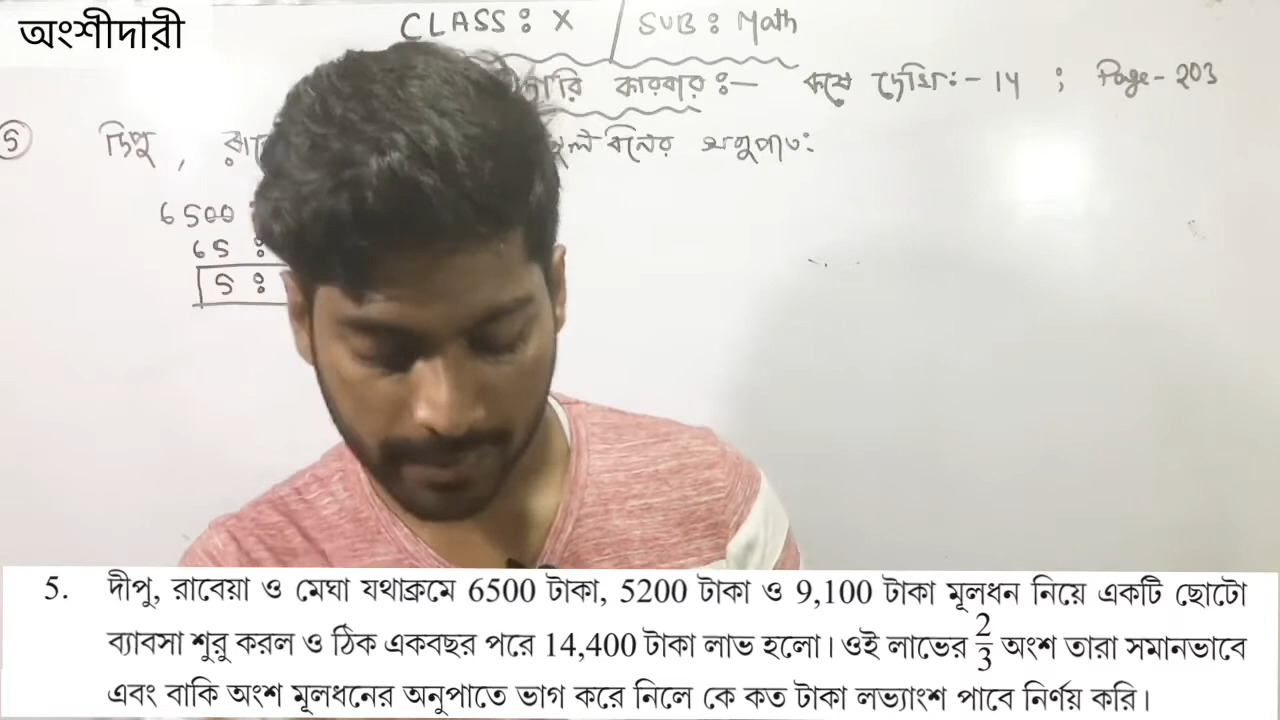 অংশীদারী
CLASS : X SUB : Math
কারবার :- কষে দেখি :- 14 ; Page - 203
5 দিপু, অনুপাত :
6500
65 :
5 :
5. দীপু, রাবেয়া ও মেঘা যথাক্রমে 6500 টাকা, 5200 টাকা ও 9,100 টাকা মূলধন নিয়ে একটি ছোটো
ব্যাবসা শুরু করল ও ঠিক একবছর পরে 14,400 টাকা লাভ হলো। ওই লাভের 2/3 অংশ তারা সমানভাবে
এবং বাকি অংশ মূলধনের অনুপাতে ভাগ করে নিলে কে কত টাকা লভ্যাংশ পাবে নির্ণয় করি।